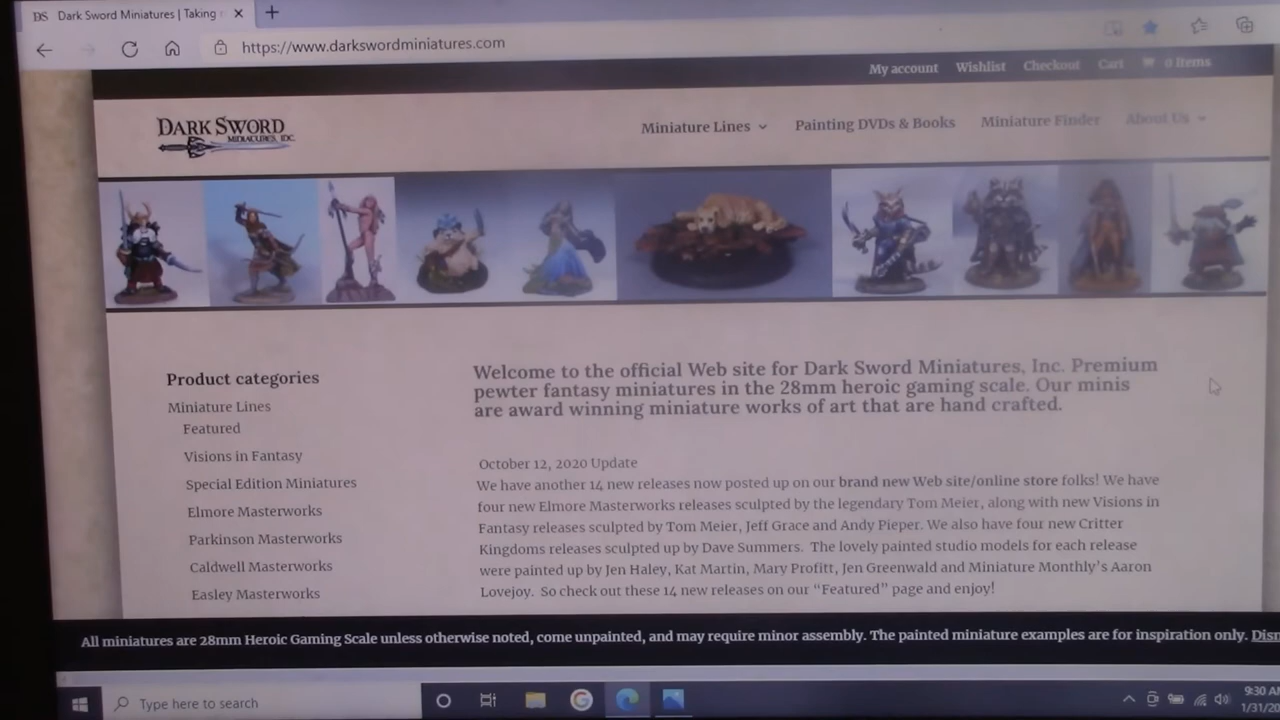 DS Dark Sword Miniatures | Taking
https://www.darkswordminiatures.com
My account Wishlist Checkout Cart 0 Items
DARK SWORD
MINIATURES, INC.
Miniature Lines Painting DVDs & Books Miniature Finder About Us
Product categories
Miniature Lines
Featured
Visions in Fantasy
Special Edition Miniatures
Elmore Masterworks
Parkinson Masterworks
Caldwell Masterworks
Easley Masterworks
Welcome to the official Web site for Dark Sword Miniatures, Inc. Premium
pewter fantasy miniatures in the 28mm heroic gaming scale. Our minis
are award winning miniature works of art that are hand crafted.
October 12, 2020 Update
We have another 14 new releases now posted up on our brand new Web site/online store folks! We have
four new Elmore Masterworks releases sculpted by the legendary Tom Meier, along with new Visions in
Fantasy releases sculpted by Tom Meier, Jeff Grace and Andy Pieper. We also have four new Critter
Kingdoms releases sculpted up by Dave Summers. The lovely painted studio models for each release
were painted up by Jen Haley, Kat Martin, Mary Profitt, Jen Greenwald and Miniature Monthly's Aaron
Lovejoy. So check out these 14 new releases on our "Featured" page and enjoy!
All miniatures are 28mm Heroic Gaming Scale unless otherwise noted, come unpainted, and may require minor assembly. The painted miniature examples are for inspiration only.
Type here to search
9:30 A
1/31/20